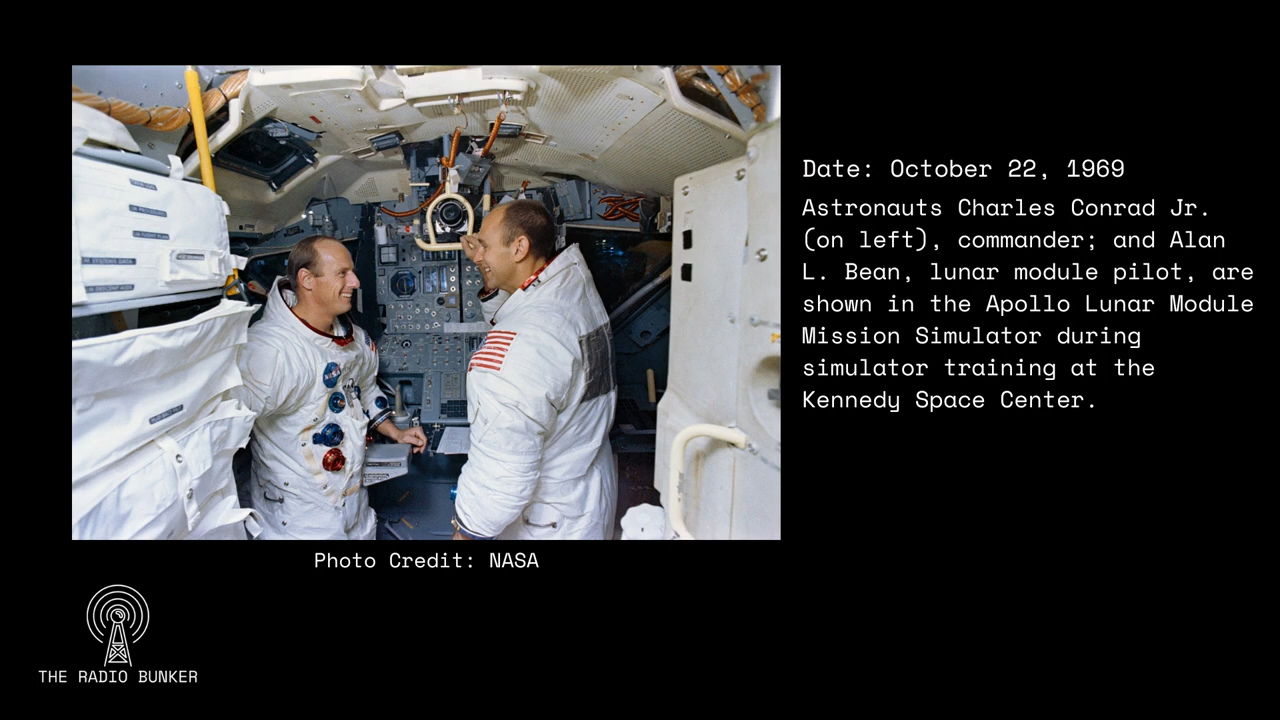 Date: October 22, 1969
Astronauts Charles Conrad Jr.
(on left), commander; and Alan
L. Bean, lunar module pilot, are
shown in the Apollo Lunar Module
Mission Simulator during
simulator training at the
Kennedy Space Center.
NASA
Photo Credit: NASA
THE RADIO BUNKER